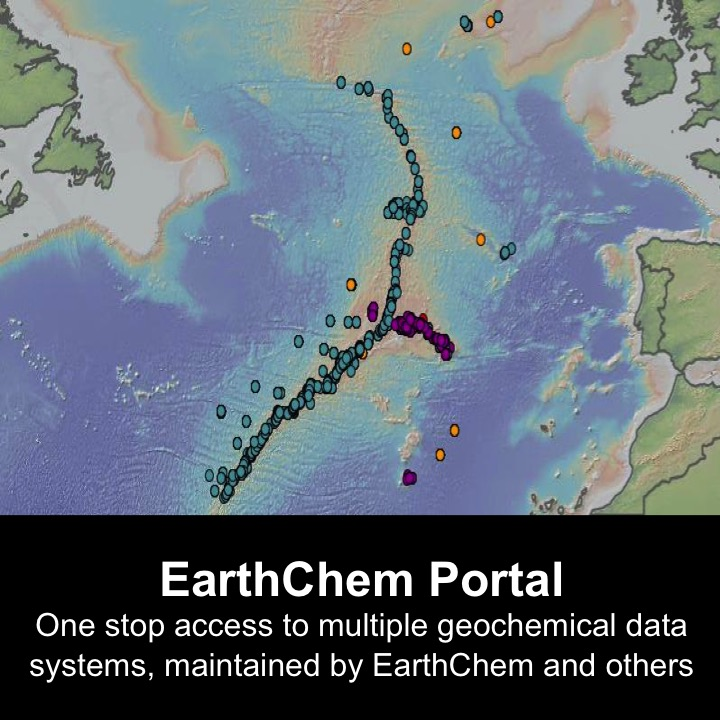 EarthChem Portal
One stop access to multiple geochemical data
systems, maintained by EarthChem and others